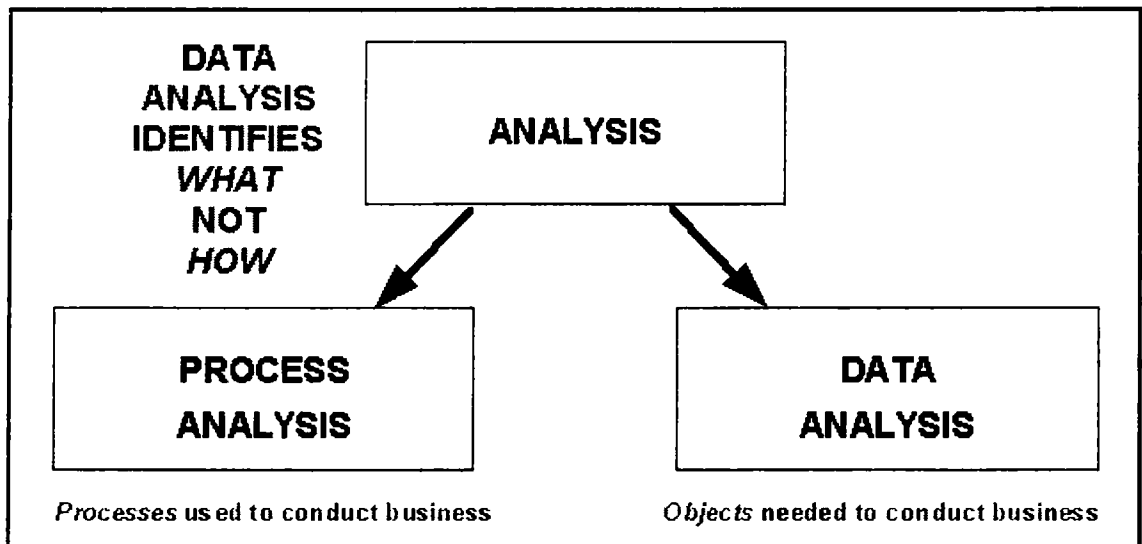 DATA
ANALYSIS
IDENTIFIES
WHAT
NOT
HOW
ANALYSIS
PROCESS
ANALYSIS
DATA
ANALYSIS
Processes used to conduct business
Objects needed to conduct business